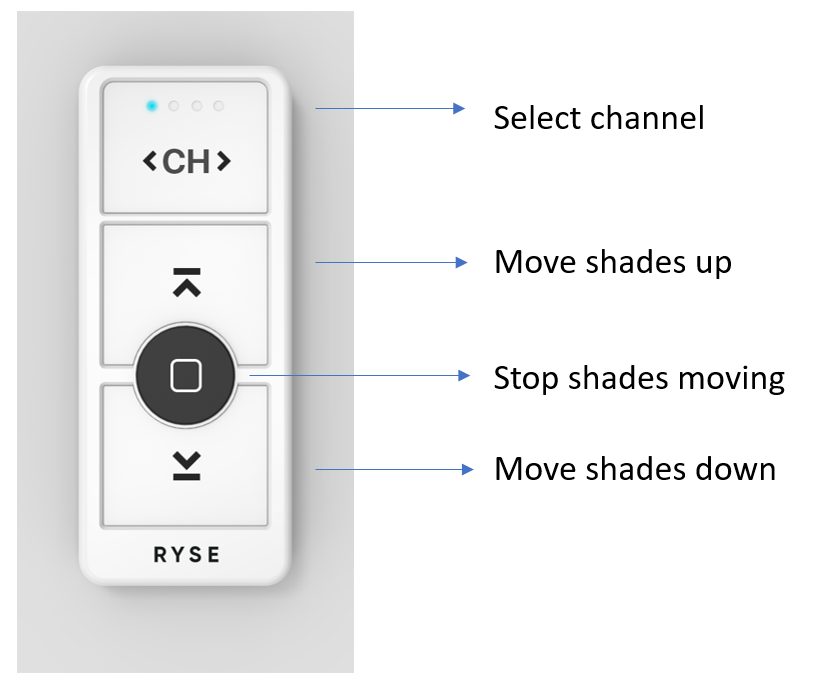 <CH>
Select channel
Move shades up
Stop shades moving
Move shades down
RYSE